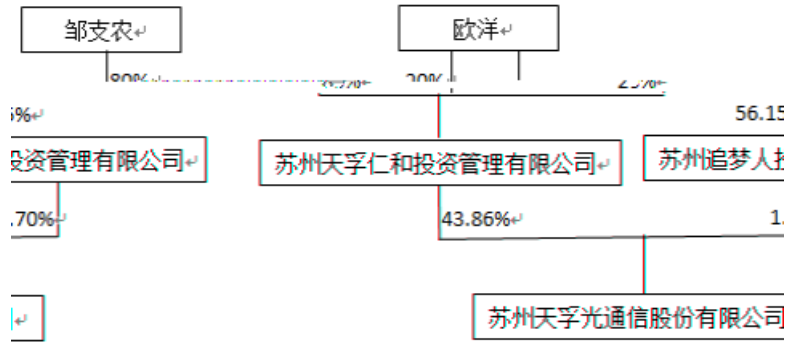 邹支农
欧洋
80%
20%
5%
56.15
投资管理有限公司
苏州天孚仁和投资管理有限公司
苏州追梦人投
.70%
43.86%
1.
苏州天孚光通信股份有限公司